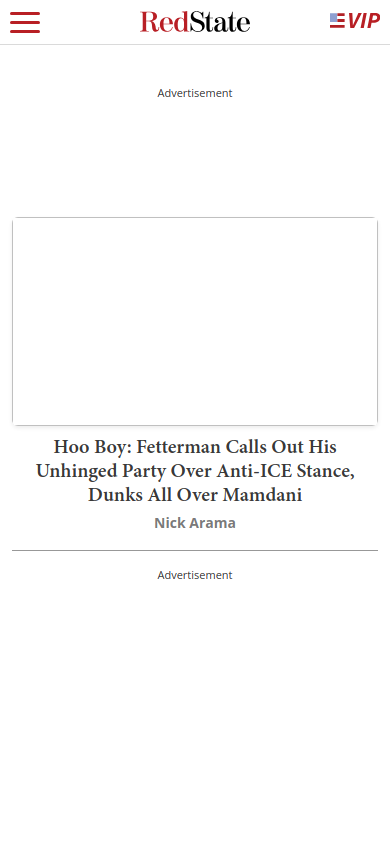 RedState
VIP
Advertisement
Hoo Boy: Fetterman Calls Out His
Unhinged Party Over Anti-ICE Stance,
Dunks All Over Mamdani
Nick Arama
Advertisement